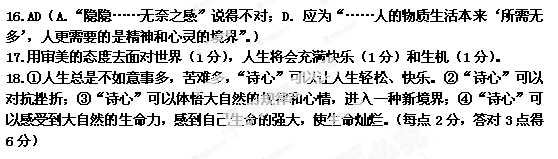 16.AD（A.“隐隐……无奈之感”说得不对；D. 应为“……人的物质生活本来‘所需无
多’，人更需要的是精神和心灵的境界”。）
17.用审美的态度去面对世界（1 分），人生将会充满快乐（1 分）和生机（1 分）。
18.①人生总是不如意事多，苦难多，“诗心”可以让人生轻松、快乐。②“诗心”可以
对抗挫折；③“诗心”可以体悟大自然的规律和心情，进入一种新境界；④“诗心”可
以感受到大自然的生命力，感到自己生命的强大，使生命灿烂。（每点 2 分，答对 3 点得
6 分）